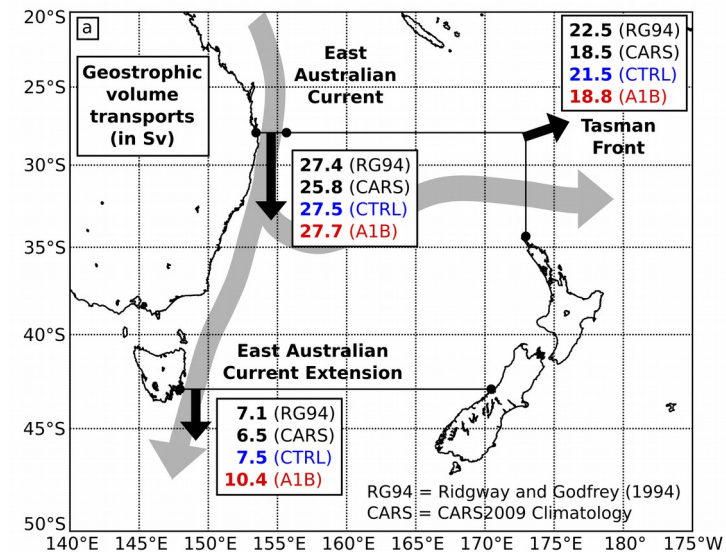 a
20°S
25°S
30°S
35°S
40°S
45°S
50°S
Geostrophic
volume
transports
(in Sv)
East
Australian
Current
22.5 (RG94)
18.5 (CARS)
21.5 (CTRL)
18.8 (A1B)
Tasman
Front
27.4 (RG94)
25.8 (CARS)
27.5 (CTRL)
27.7 (A1B)
East Australian
Current Extension
7.1 (RG94)
6.5 (CARS)
7.5 (CTRL)
10.4 (A1B)
RG94 = Ridgway and Godfrey (1994)
CARS = CARS2009 Climatology
140°E 145°E 150°E 155°E 160°E 165°E 170°E 175°E 180°E 175°W